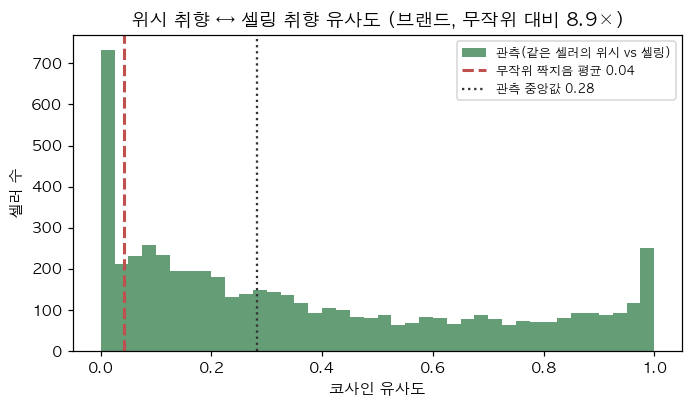 위시 취향 ↔ 셀링 취향 유사도 (브랜드, 무작위 대비 8.9×)
관측(같은 셀러의 위시 vs 셀링)
무작위 짝지음 평균 0.04
관측 중앙값 0.28
셀러 수
700
600
500
400
300
200
100
0
0.0 0.2 0.4 0.6 0.8 1.0
코사인 유사도